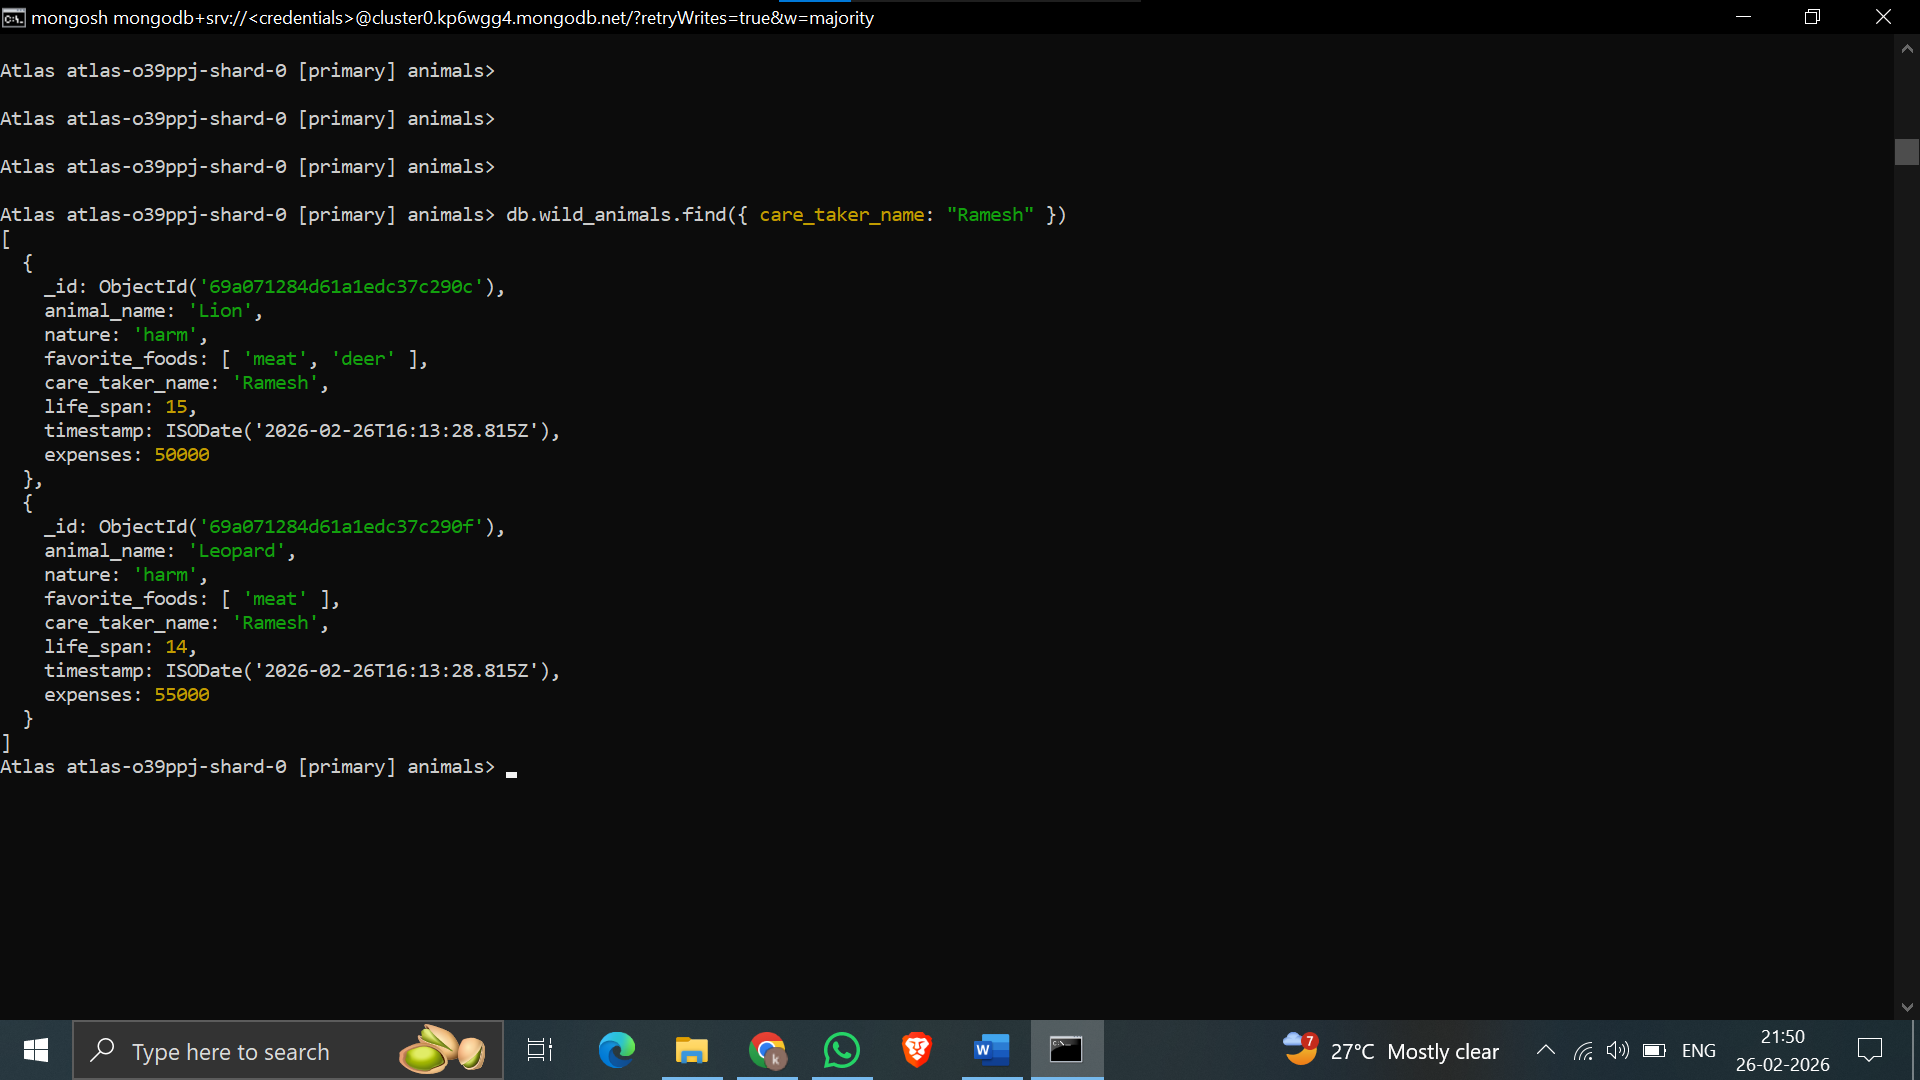 mongosh mongodb+srv://<credentials>@cluster0.kp6wgg4.mongodb.net/?retryWrites=true&w=majority
Atlas atlas-o39ppj-shard-0 [primary] animals>
Atlas atlas-o39ppj-shard-0 [primary] animals>
Atlas atlas-o39ppj-shard-0 [primary] animals>
Atlas atlas-o39ppj-shard-0 [primary] animals> db.wild_animals.find({ care_taker_name: "Ramesh" })
[
  {
    _id: ObjectId('69a071284d61a1edc37c290c'),
    animal_name: 'Lion',
    nature: 'harm',
    favorite_foods: [ 'meat', 'deer' ],
    care_taker_name: 'Ramesh',
    life_span: 15,
    timestamp: ISODate('2026-02-26T16:13:28.815Z'),
    expenses: 50000
  },
  {
    _id: ObjectId('69a071284d61a1edc37c290f'),
    animal_name: 'Leopard',
    nature: 'harm',
    favorite_foods: [ 'meat' ],
    care_taker_name: 'Ramesh',
    life_span: 14,
    timestamp: ISODate('2026-02-26T16:13:28.815Z'),
    expenses: 55000
  }
]
Atlas atlas-o39ppj-shard-0 [primary] animals>
Type here to search
k
W
7
27°C Mostly clear
ENG
21:50
26-02-2026